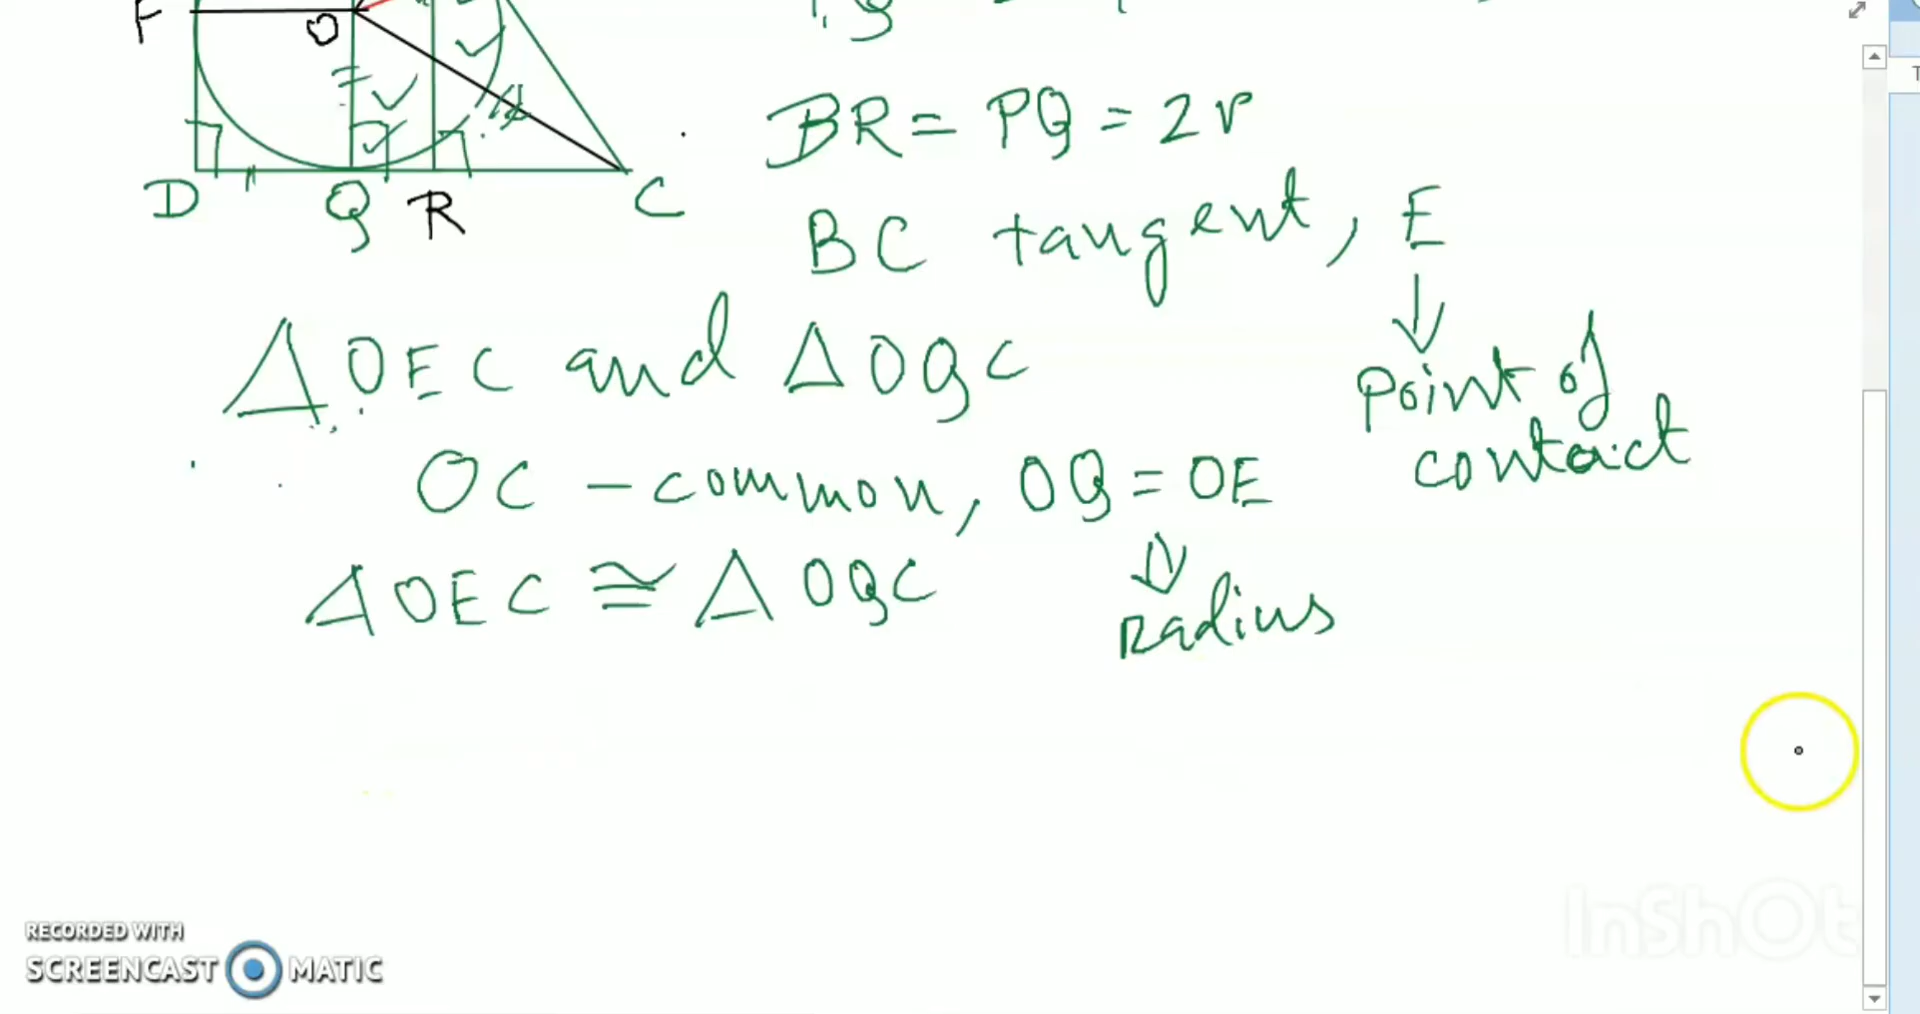 F
O
D Q R C
BR = PQ = 2r
BC tangent, E
↓
point of
contact
Δ OEC and Δ OQC
OC - common, OQ = OE
⇓
radius
Δ OEC ≅ Δ OQC
RECORDED WITH
SCREENCAST MATIC
InShot